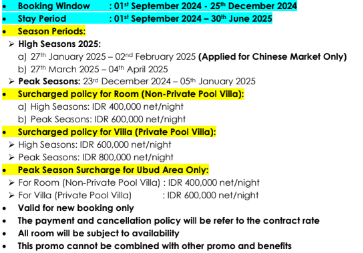 • Booking Window : 01st September 2024 - 25th December 2024
• Stay Period : 01st September 2024 – 30th June 2025
• Season Periods:
➢ High Seasons 2025:
a) 27th January 2025 – 02nd February 2025 (Applied for Chinese Market Only)
b) 27th March 2025 – 04th April 2025
➢ Peak Seasons: 23rd December 2024 – 05th January 2025
• Surcharged policy for Room (Non-Private Pool Villa):
a) High Seasons: IDR 400,000 net/night
b) Peak Seasons: IDR 600,000 net/night
• Surcharged policy for Villa (Private Pool Villa):
➢ High Seasons: IDR 600,000 net/night
➢ Peak Seasons: IDR 800,000 net/night
• Peak Season Surcharge for Ubud Area Only:
➢ For Room (Non-Private Pool Villa) : IDR 400,000 net/night
➢ For Villa (Private Pool Villa) : IDR 600,000 net/night
• Valid for new booking only
• The payment and cancellation policy will be refer to the contract rate
• All room will be subject to availability
• This promo cannot be combined with other promo and benefits